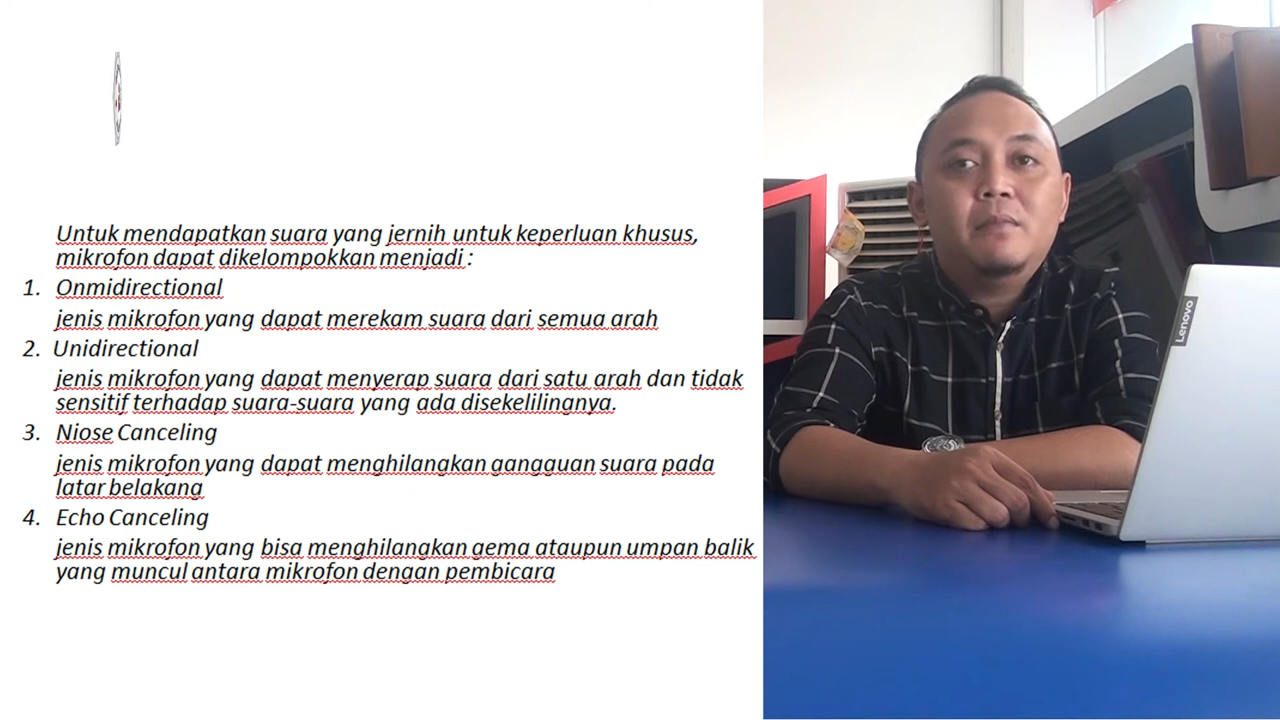 Untuk mendapatkan suara yang jernih untuk keperluan khusus,
mikrofon dapat dikelompokkan menjadi :
1. Onmidirectional
jenis mikrofon yang dapat merekam suara dari semua arah
2. Unidirectional
jenis mikrofon yang dapat menyerap suara dari satu arah dan tidak
sensitif terhadap suara-suara yang ada disekelilingnya.
3. Niose Canceling
jenis mikrofon yang dapat menghilangkan gangguan suara pada
latar belakang
4. Echo Canceling
jenis mikrofon yang bisa menghilangkan gema ataupun umpan balik
yang muncul antara mikrofon dengan pembicara
Lenovo